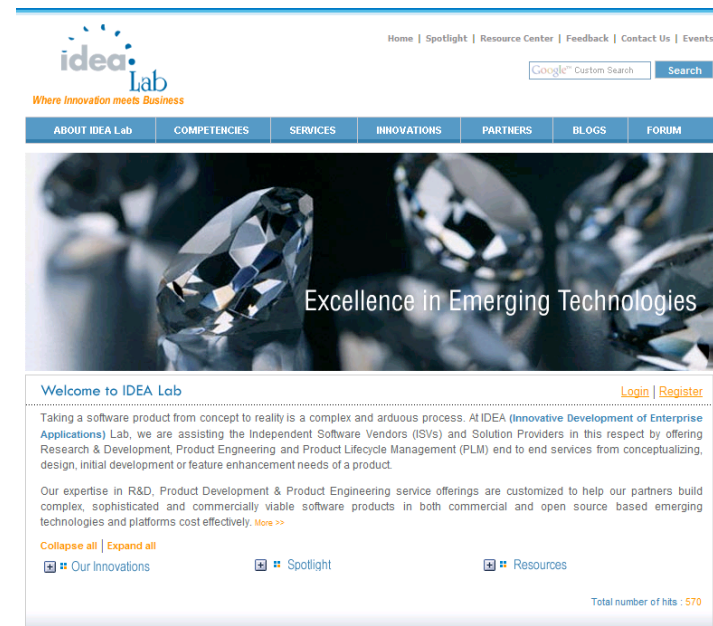 idea:
Lab
Where Innovation meets Business
Home | Spotlight | Resource Center | Feedback | Contact Us | Events
Google™ Custom Search Search
ABOUT IDEA Lab COMPETENCIES SERVICES INNOVATIONS PARTNERS BLOGS FORUM
Excellence in Emerging Technologies
Welcome to IDEA Lab Login | Register
Taking a software product from concept to reality is a complex and arduous process. At IDEA (Innovative Development of Enterprise
Applications) Lab, we are assisting the Independent Software Vendors (ISVs) and Solution Providers in this respect by offering
Research & Development, Product Engneering and Product Lifecycle Management (PLM) end to end services from conceptualizing,
design, initial development or feature enhancement needs of a product.
Our expertise in R&D, Product Development & Product Engineering service offerings are customized to help our partners build
complex, sophisticated and commercially viable software products in both commercial and open source based emerging
technologies and platforms cost effectively. More >>
Collapse all | Expand all
Our Innovations Spotlight Resources
Total number of hits : 570